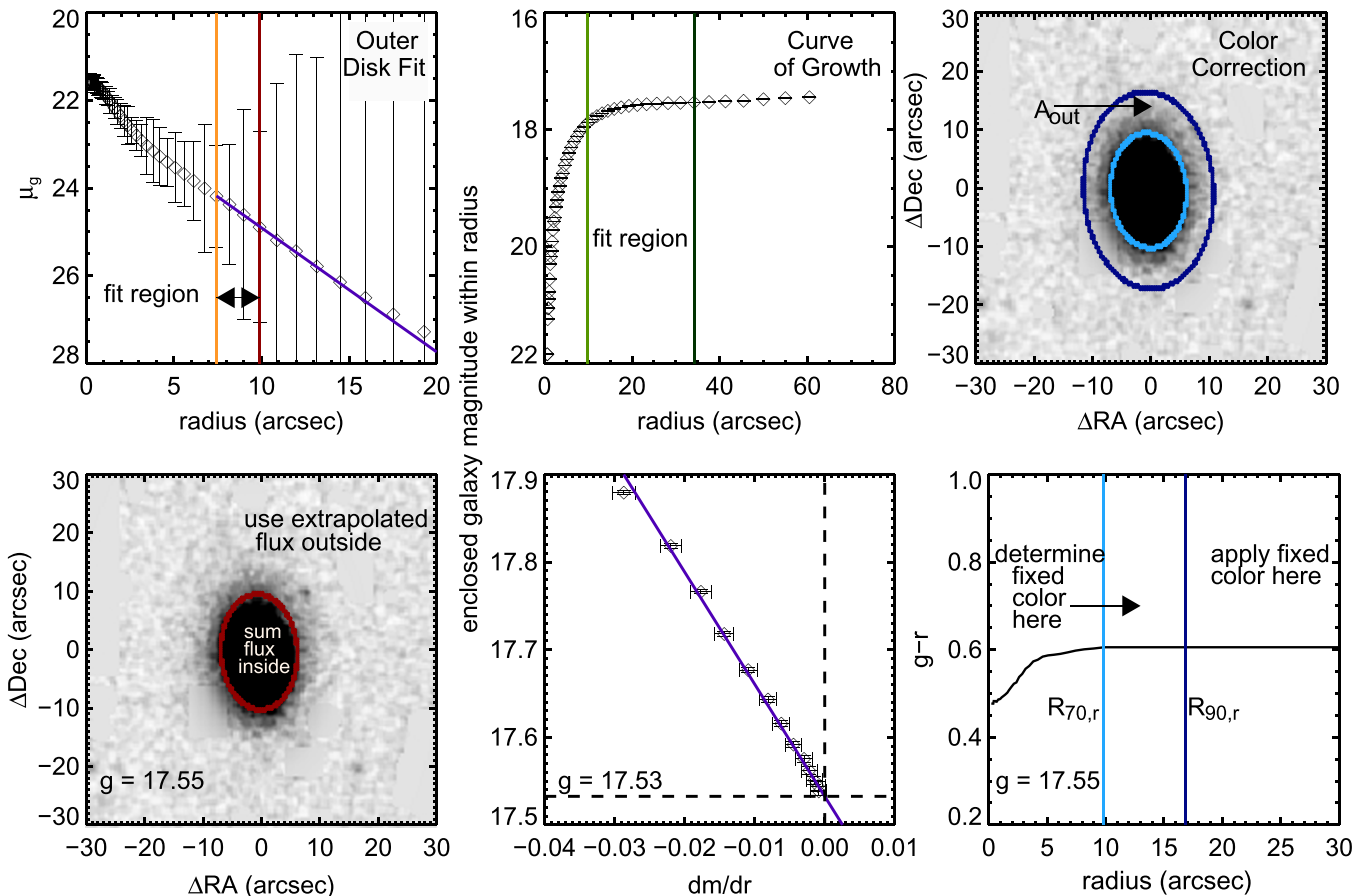 20
22
24
26
28
μg
0
5
10
15
20
radius (arcsec)
Outer
Disk Fit
fit region
16
18
20
22
enclosed galaxy magnitude within radius
0
20
40
60
80
radius (arcsec)
Curve
of Growth
fit region
30
20
10
0
−10
−20
−30
ΔDec (arcsec)
−30
−20
−10
0
10
20
30
ΔRA (arcsec)
Color
Correction
Aout
30
20
10
0
−10
−20
−30
ΔDec (arcsec)
−30
−20
−10
0
10
20
30
ΔRA (arcsec)
use extrapolated
flux outside
sum
flux
inside
g = 17.55
17.9
17.8
17.7
17.6
17.5
−0.04
−0.03
−0.02
−0.01
0.00
0.01
dm/dr
g = 17.53
1.0
0.8
0.6
0.4
0.2
g−r
0
5
10
15
20
25
30
radius (arcsec)
determine
fixed
color
here
apply fixed
color here
R70,r
R90,r
g = 17.55